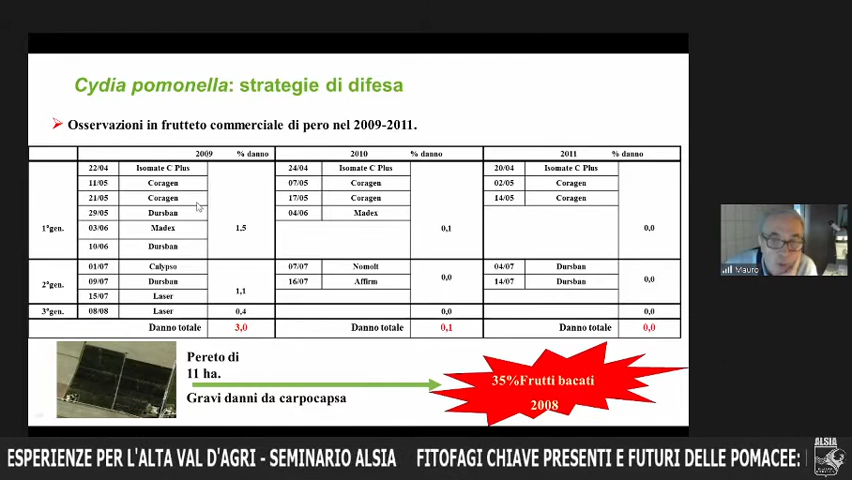 Cydia pomonella: strategie di difesa
Osservazioni in frutteto commerciale di pero nel 2009-2011.
2009 % danno 2010 % danno 2011 % danno
22/04 Isomate C Plus 24/04 Isomate C Plus 20/04 Isomate C Plus
11/05 Coragen 07/05 Coragen 02/05 Coragen
21/05 Coragen 17/05 Coragen 14/05 Coragen
29/05 Dursban 04/06 Madex
1°gen. 03/06 Madex 1,5 0,1 0,0
10/06 Dursban
01/07 Calypso 07/07 Nomolt 04/07 Dursban
2°gen. 09/07 Dursban 1,1 16/07 Affirm 0,0 14/07 Dursban 0,0
15/07 Laser
3°gen. 08/08 Laser 0,4 0,0 0,0
Danno totale 3,0 Danno totale 0,1 Danno totale 0,0
Pereto di
11 ha.
Gravi danni da carpocapsa
35%Frutti bacati
2008
Mauro
ESPERIENZE PER L'ALTA VAL D'AGRI - SEMINARIO ALSIA FITOFAGI CHIAVE PRESENTI E FUTURI DELLE POMACEE:
ALSIA